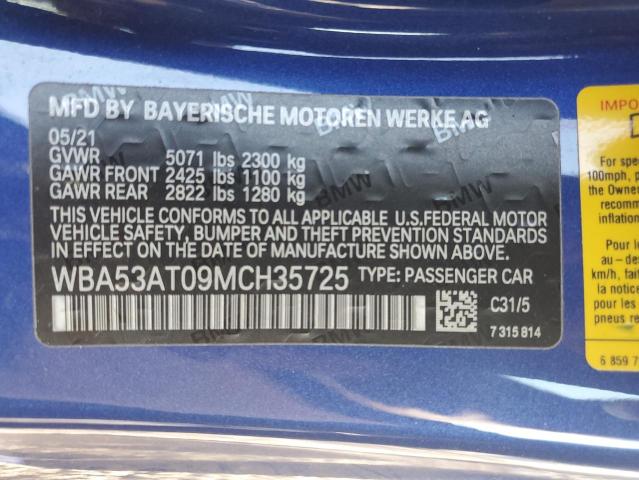 MFD BY BAYERISCHE MOTOREN WERKE AG
05/21
GVWR 5071 lbs 2300 kg
GAWR FRONT 2425 lbs 1100 kg
GAWR REAR 2822 lbs 1280 kg
THIS VEHICLE CONFORMS TO ALL APPLICABLE U.S.FEDERAL MOTOR
VEHICLE SAFETY, BUMPER AND THEFT PREVENTION STANDARDS
IN EFFECT ON THE DATE OF MANUFACTURE SHOWN ABOVE.
WBA53AT09MCH35725 TYPE: PASSENGER CAR
C31/5
7 315 814
IMPO
For spe
100mph, p
the Owne
recomm
inflation
Pour le
km/h, fait
la notice
pour les
pneus re
6 859 7